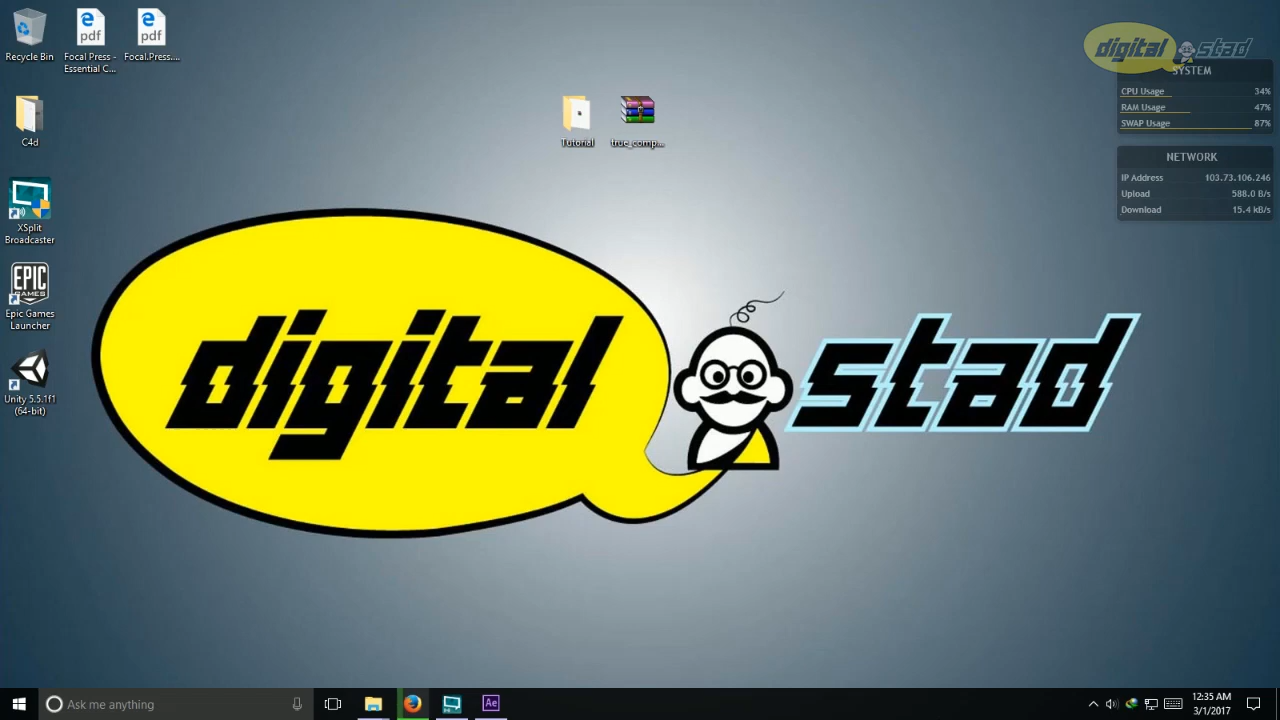 Recycle Bin
Focal Press -
Essential C...
Focal.Press....
C4d
XSplit
Broadcaster
EPIC
GAMES
Epic Games
Launcher
Unity 5.5.1f1
(64-bit)
pdf
pdf
Tutorial
true_comp...
digital stad
SYSTEM
CPU Usage 34%
RAM Usage 47%
SWAP Usage 87%
NETWORK
IP Address 103.73.106.246
Upload 588.0 B/s
Download 15.4 kB/s
digital stad
Ask me anything
Ae
12:35 AM
3/1/2017